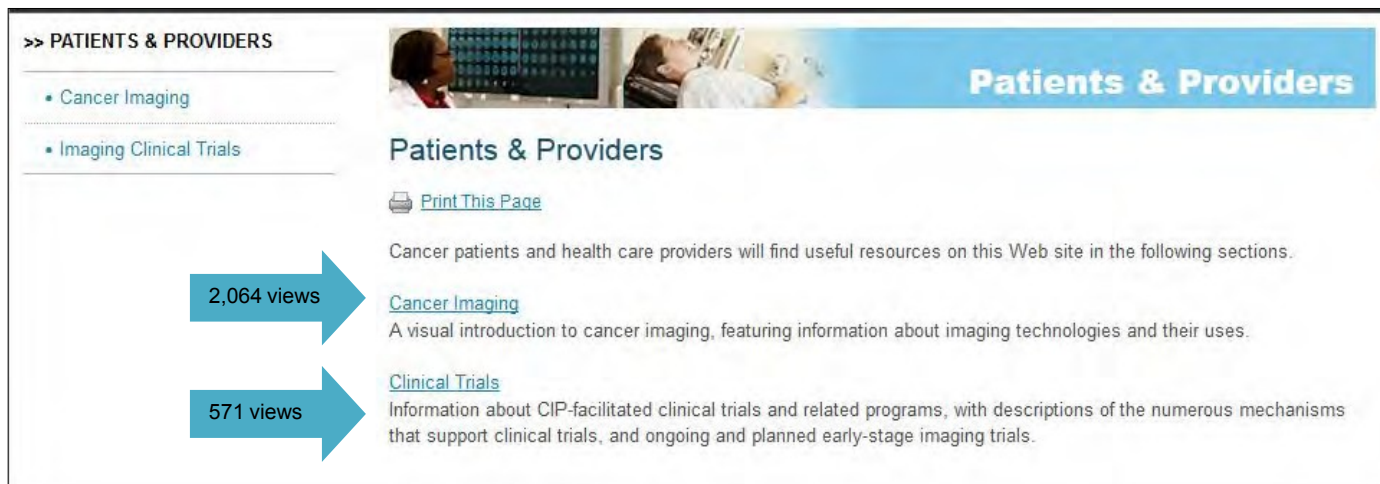 >> PATIENTS & PROVIDERS
• Cancer Imaging
• Imaging Clinical Trials
Patients & Providers
Patients & Providers
Print This Page
Cancer patients and health care providers will find useful resources on this Web site in the following sections.
2,064 views
Cancer Imaging
A visual introduction to cancer imaging, featuring information about imaging technologies and their uses.
571 views
Clinical Trials
Information about CIP-facilitated clinical trials and related programs, with descriptions of the numerous mechanisms
that support clinical trials, and ongoing and planned early-stage imaging trials.